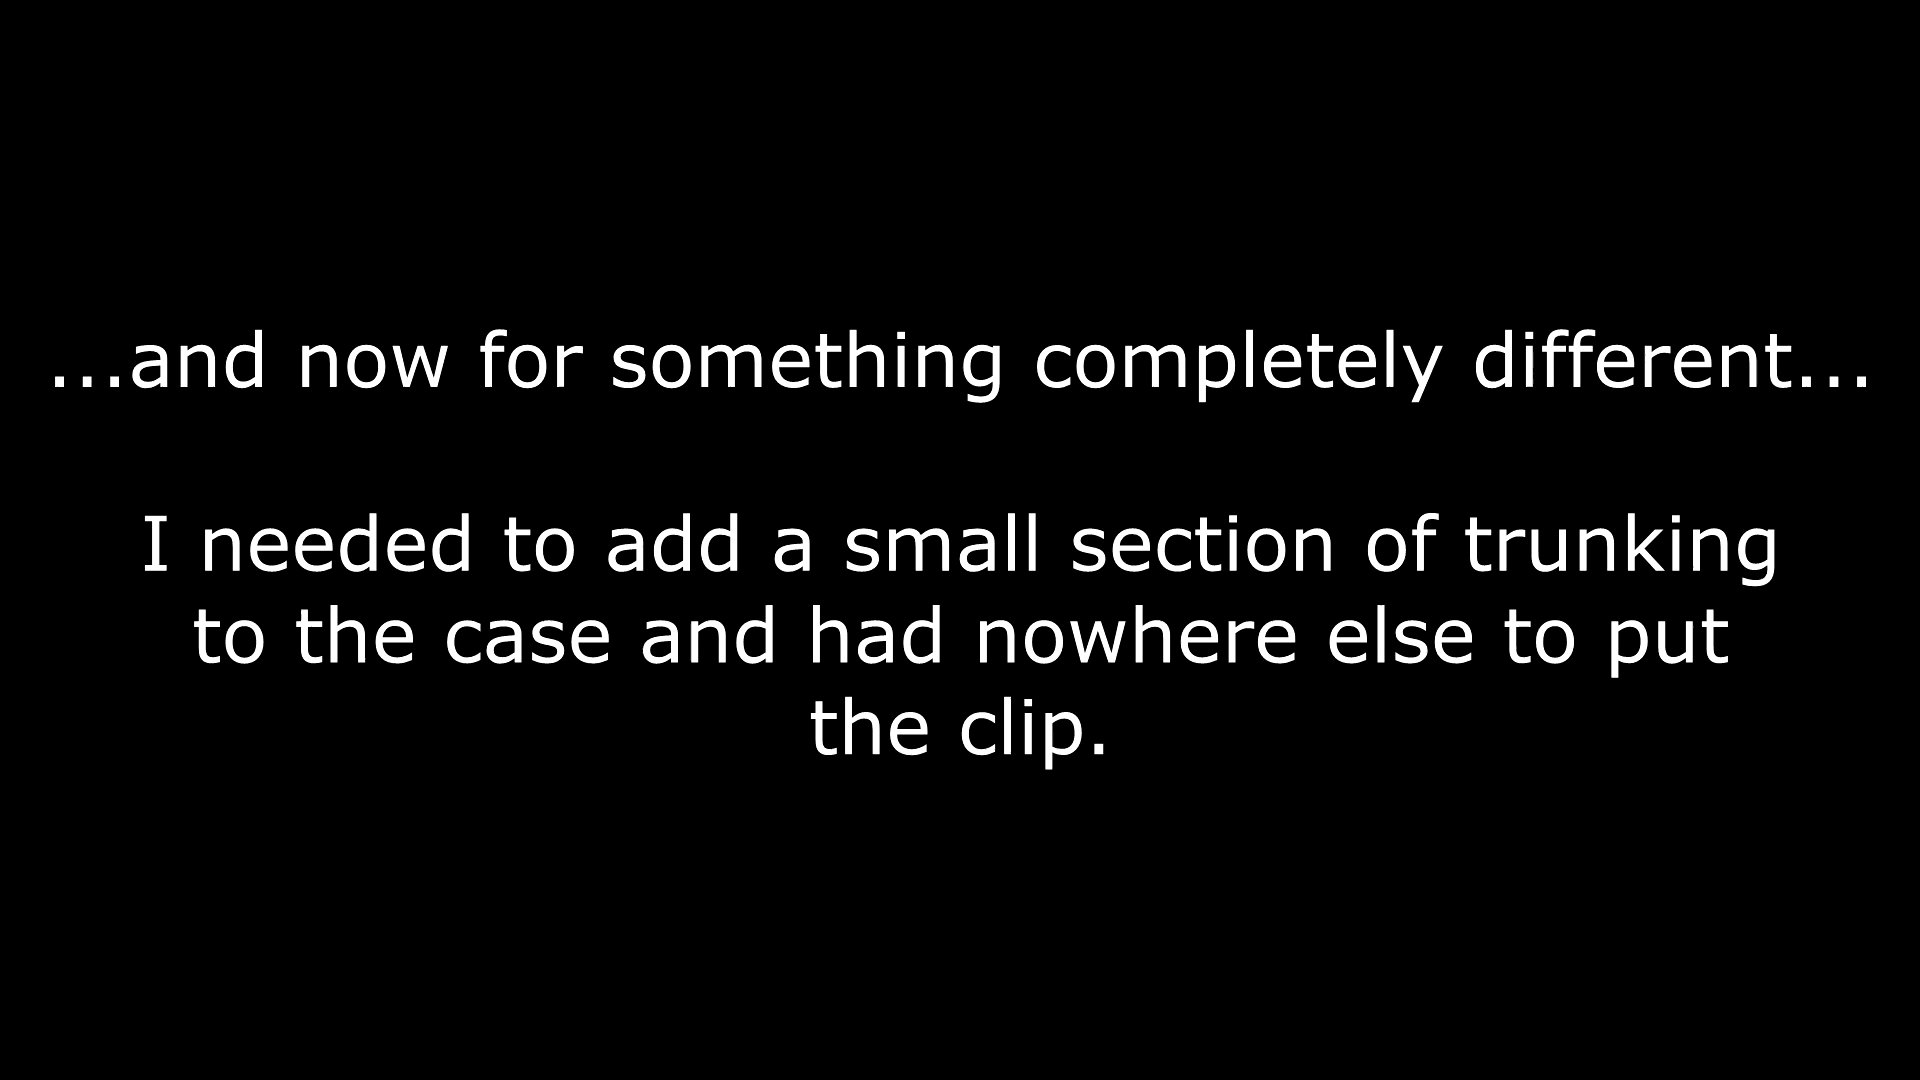 ...and now for something completely different...
I needed to add a small section of trunking
to the case and had nowhere else to put
the clip.